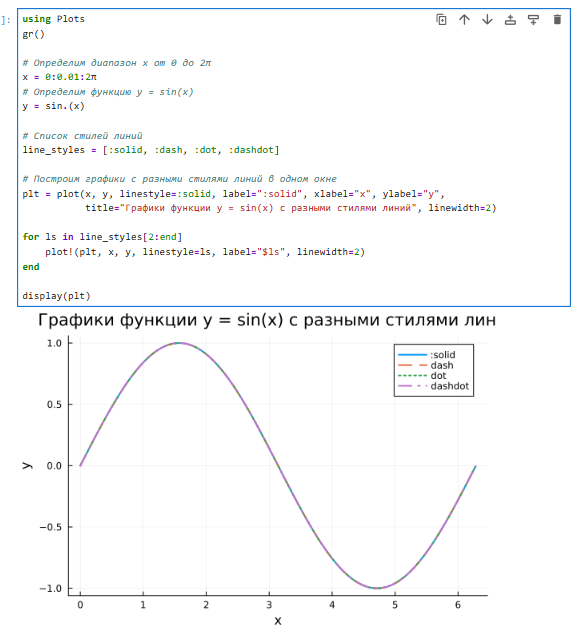 ]:
using Plots
gr()
# Определим диапазон x от 0 до 2π
x = 0:0.01:2π
# Определим функцию y = sin(x)
y = sin.(x)
# Список стилей линий
line_styles = [:solid, :dash, :dot, :dashdot]
# Построим графики с разными стилями линий в одном окне
plt = plot(x, y, linestyle=:solid, label=":solid", xlabel="x", ylabel="y",
title="Графики функции y = sin(x) с разными стилями линий", linewidth=2)
for ls in line_styles[2:end]
plot!(plt, x, y, linestyle=ls, label="$ls", linewidth=2)
end
display(plt)
Графики функции y = sin(x) с разными стилями лин
1.0
0.5
0.0
−0.5
−1.0
y
:solid
dash
dot
dashdot
0 1 2 3 4 5 6
x